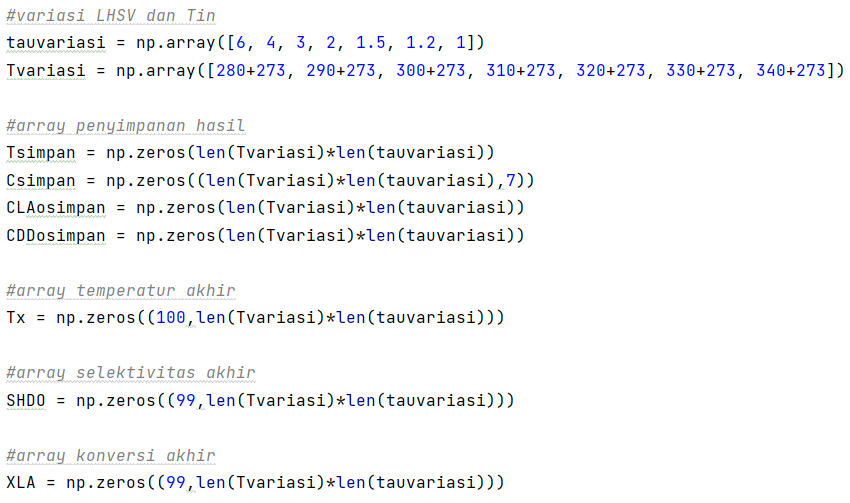 #variasi LHSV dan Tin
tauvariasi = np.array([6, 4, 3, 2, 1.5, 1.2, 1])
Tvariasi = np.array([280+273, 290+273, 300+273, 310+273, 320+273, 330+273, 340+273])
#array penyimpanan hasil
Tsimpan = np.zeros(len(Tvariasi)*len(tauvariasi))
Csimpan = np.zeros((len(Tvariasi)*len(tauvariasi),7))
CLAosimpan = np.zeros(len(Tvariasi)*len(tauvariasi))
CDDosimpan = np.zeros(len(Tvariasi)*len(tauvariasi))
#array temperatur akhir
Tx = np.zeros((100,len(Tvariasi)*len(tauvariasi)))
#array selektivitas akhir
SHDO = np.zeros((99,len(Tvariasi)*len(tauvariasi)))
#array konversi akhir
XLA = np.zeros((99,len(Tvariasi)*len(tauvariasi)))